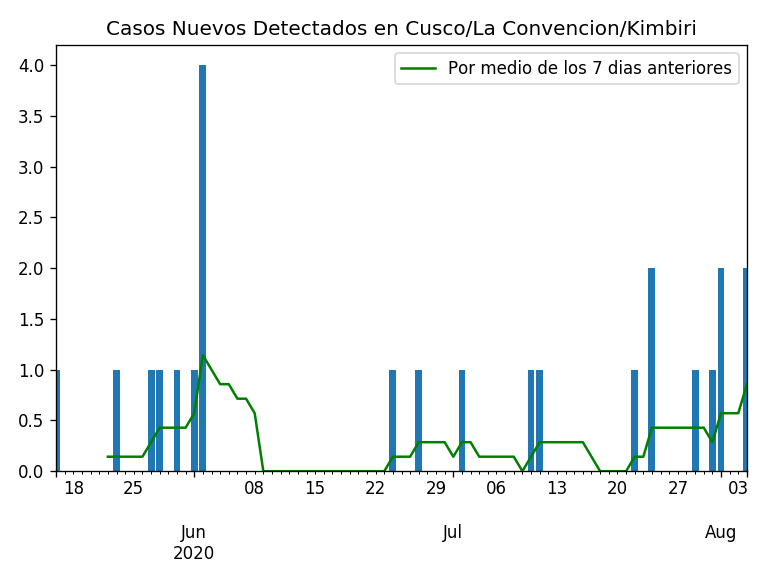 Casos Nuevos Detectados en Cusco/La Convencion/Kimbiri
Por medio de los 7 dias anteriores
4.0
3.5
3.0
2.5
2.0
1.5
1.0
0.5
0.0
18 25 08 15 22 29 06 13 20 27 03
Jun Jul Aug
2020